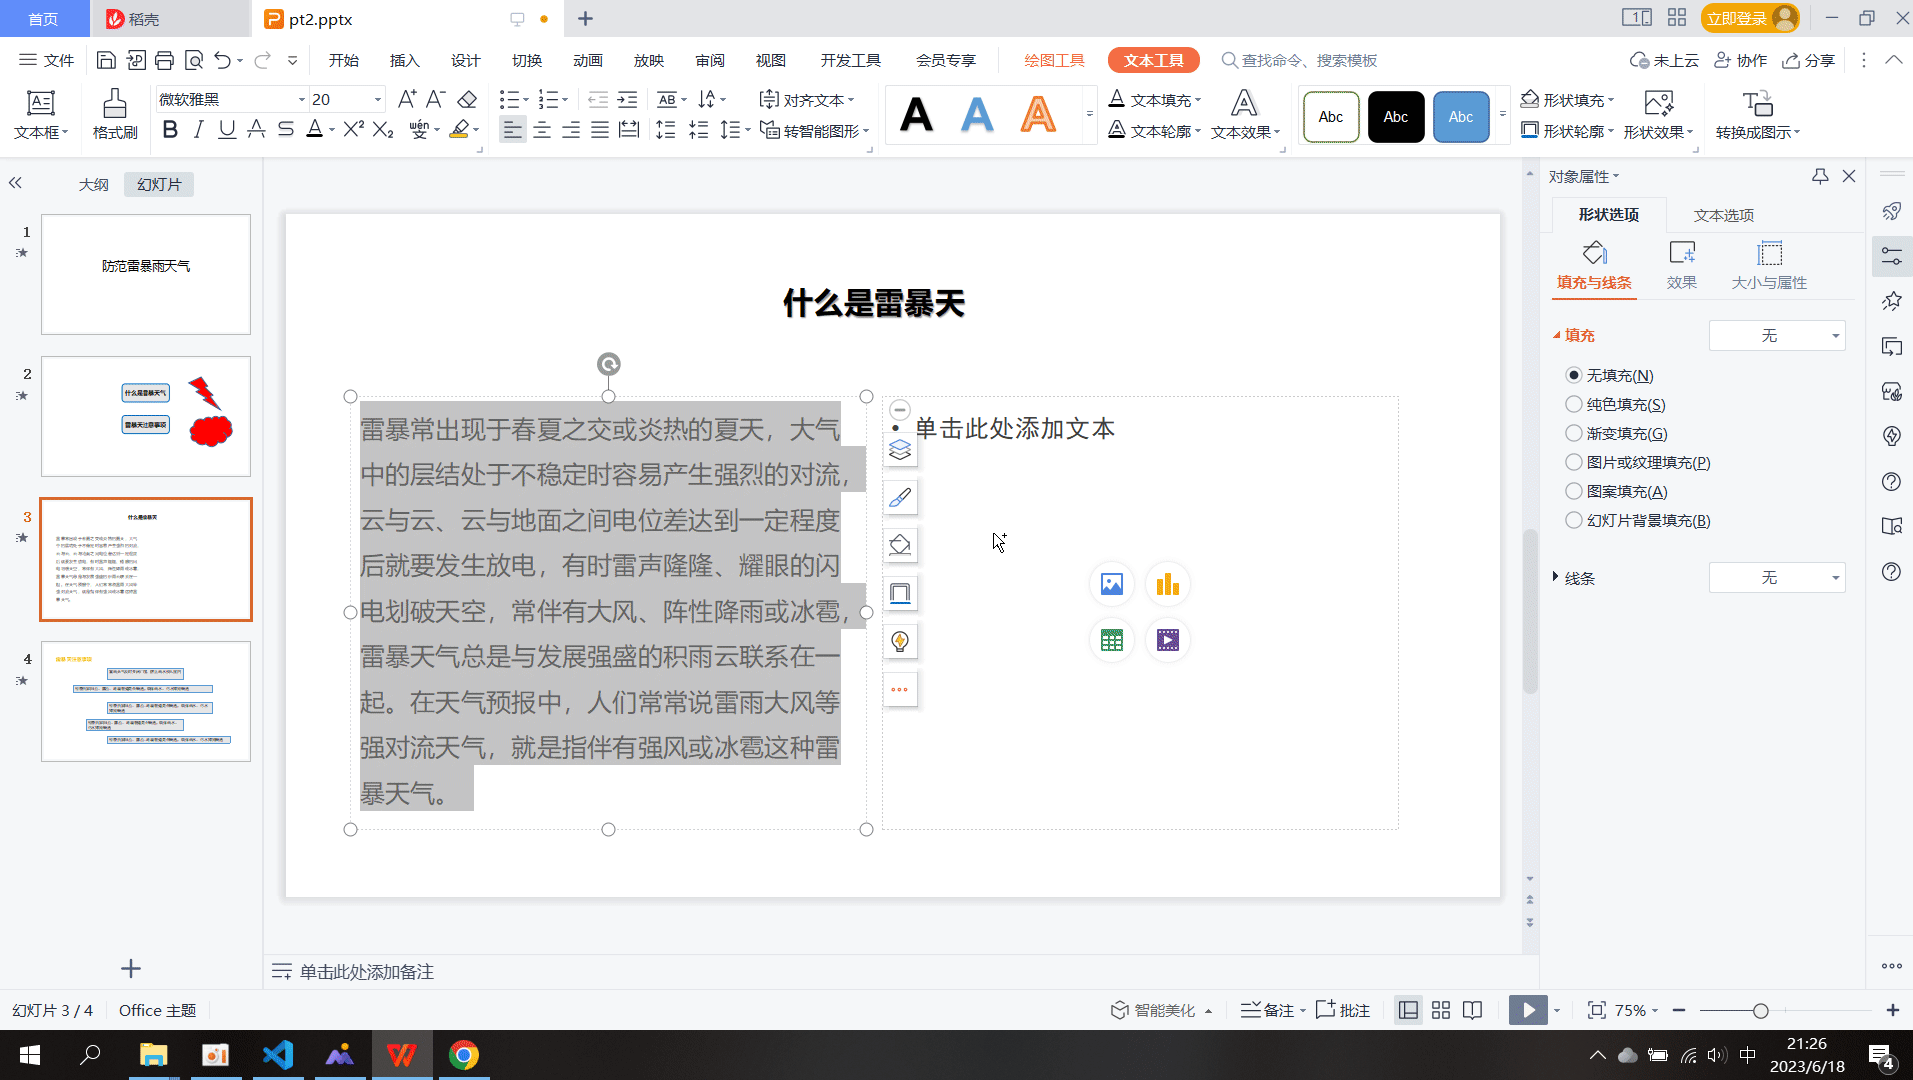 首页
稻壳
pt2.pptx
立即登录
文件
开始
插入
设计
切换
动画
放映
审阅
视图
开发工具
会员专享
绘图工具
文本工具
查找命令、搜索模板
未上云
协作
分享
文本框
格式刷
微软雅黑
20
对齐文本
转智能图形
文本填充
文本轮廓
文本效果
Abc
Abc
Abc
形状填充
形状轮廓
形状效果
转换成图示
大纲
幻灯片
1
防范雷暴雨天气
2
什么是雷暴天气
雷暴天注意事项
3
什么是雷暴天
4
什么是雷暴天
雷暴常出现于春夏之交或炎热的夏天，大气
中的层结处于不稳定时容易产生强烈的对流，
云与云、云与地面之间电位差达到一定程度
后就要发生放电，有时雷声隆隆、耀眼的闪
电划破天空，常伴有大风、阵性降雨或冰雹，
雷暴天气总是与发展强盛的积雨云联系在一
起。在天气预报中，人们常常说雷雨大风等
强对流天气，就是指伴有强风或冰雹这种雷
暴天气。
• 单击此处添加文本
对象属性
形状选项
文本选项
填充与线条
效果
大小与属性
填充
无
无填充(N)
纯色填充(S)
渐变填充(G)
图片或纹理填充(P)
图案填充(A)
幻灯片背景填充(B)
线条
无
单击此处添加备注
幻灯片 3 / 4
Office 主题
智能美化
备注
批注
75%
中
21:26
2023/6/18
4